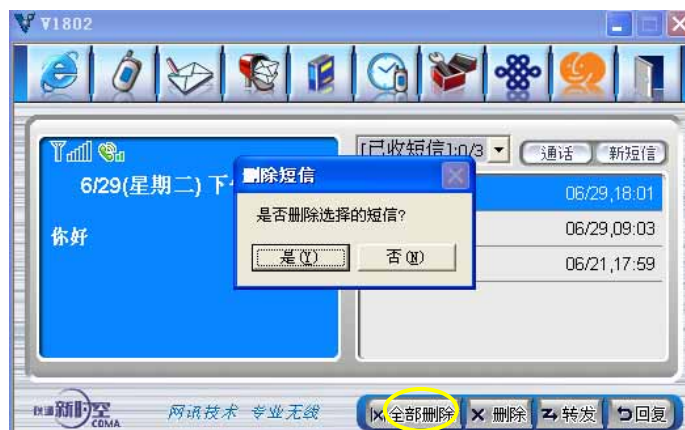 V1802
[已收短信]:0/3
通话
新短信
6/29(星期二) 下
你好
删除短信
是否删除选择的短信?
是(Y)
否(N)
06/29,18:01
06/29,09:03
06/21,17:59
新时空
CDMA
网讯技术 专业无线
全部删除
删除
转发
回复